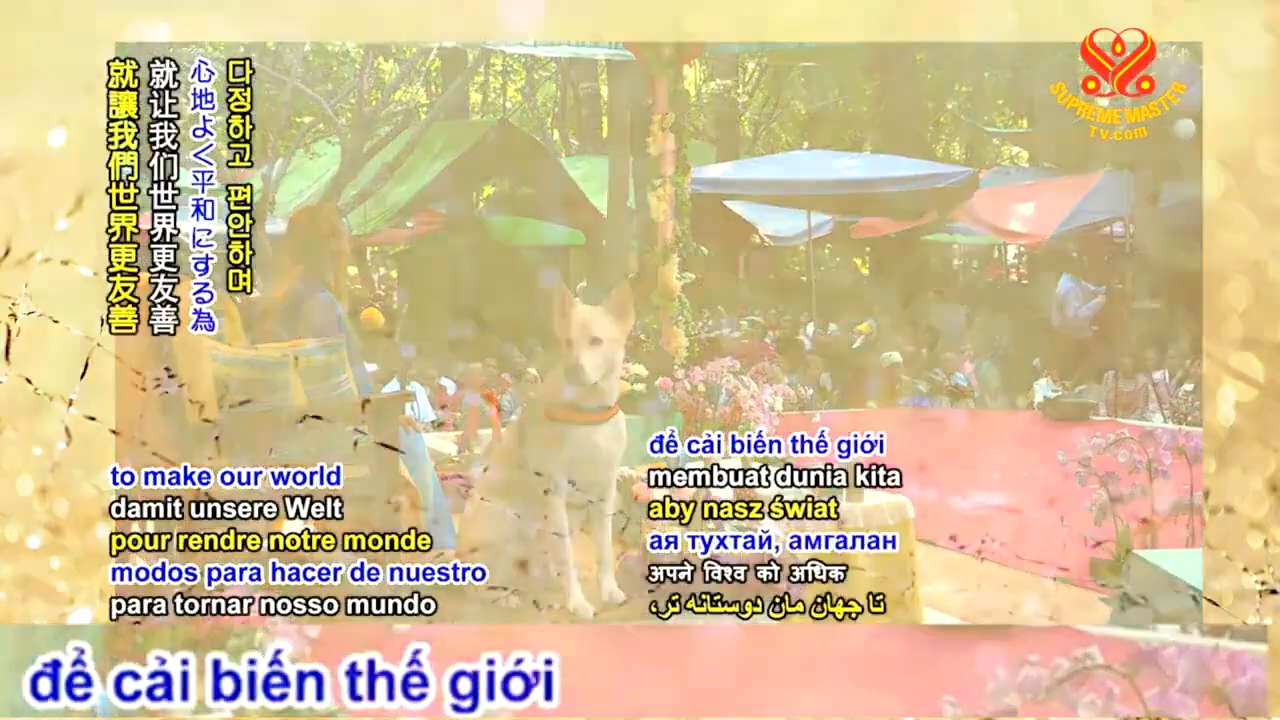 就讓我們世界更友善
就让我们世界更友善
心地よく平和にする為
다정하고 편안하며
SUPREME MASTER
TV.com
to make our world
damit unsere Welt
pour rendre notre monde
modos para hacer de nuestro
para tornar nosso mundo
để cải biến thế giới
membuat dunia kita
aby nasz świat
ая тухтай, амгалан
अपने विश्व को अधिक
تا جهان مان دوستانه تر،
để cải biến thế giới